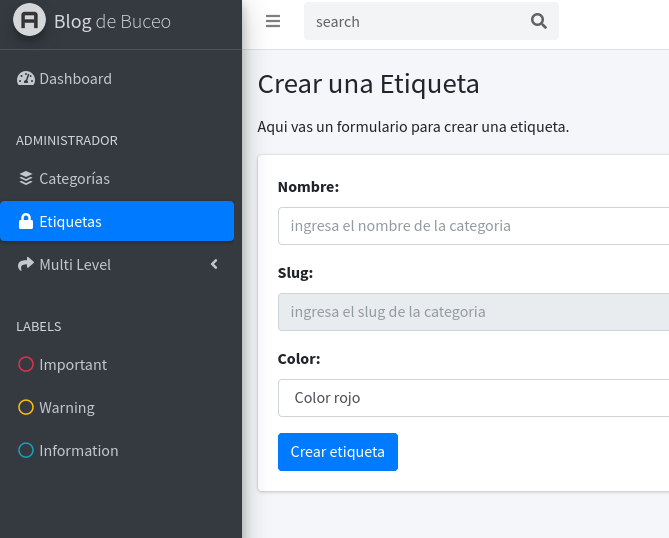 Blog de Buceo
Dashboard
ADMINISTRADOR
Categorías
Etiquetas
Multi Level
LABELS
Important
Warning
Information
search
Crear una Etiqueta
Aqui vas un formulario para crear una etiqueta.
Nombre:
ingresa el nombre de la categoria
Slug:
ingresa el slug de la categoria
Color:
Color rojo
Crear etiqueta